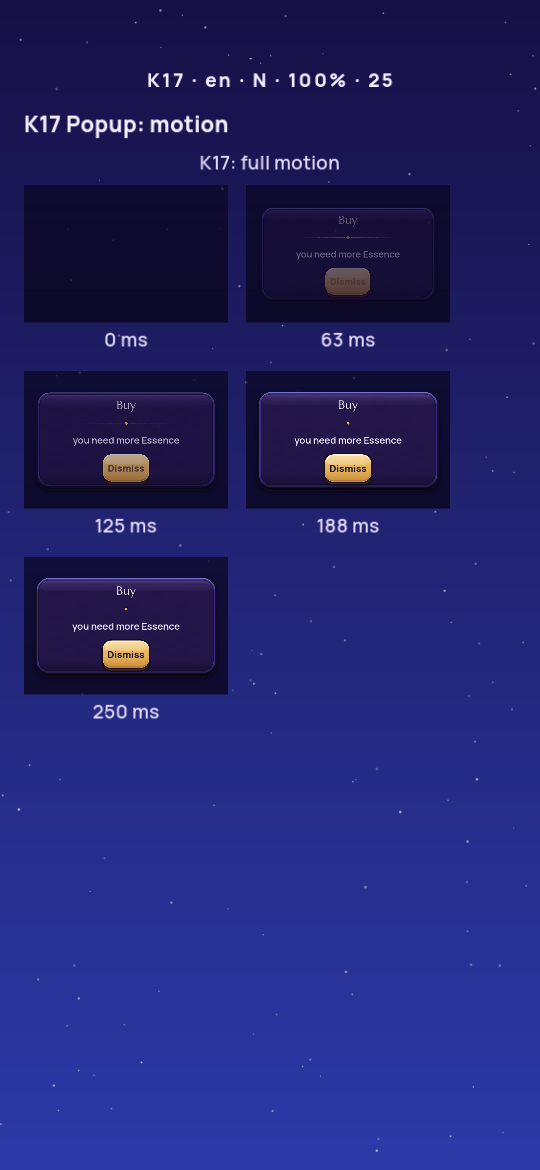 K17 · en · N · 100% · 25
K17 Popup: motion
K17: full motion
Buy
you need more Essence
Dismiss
0 ms
63 ms
Buy
you need more Essence
Dismiss
Buy
you need more Essence
Dismiss
125 ms
188 ms
Buy
you need more Essence
Dismiss
250 ms